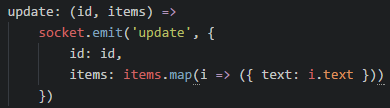 update: (id, items) =>
    socket.emit('update', {
        id: id,
        items: items.map(i => ({ text: i.text }))
    })